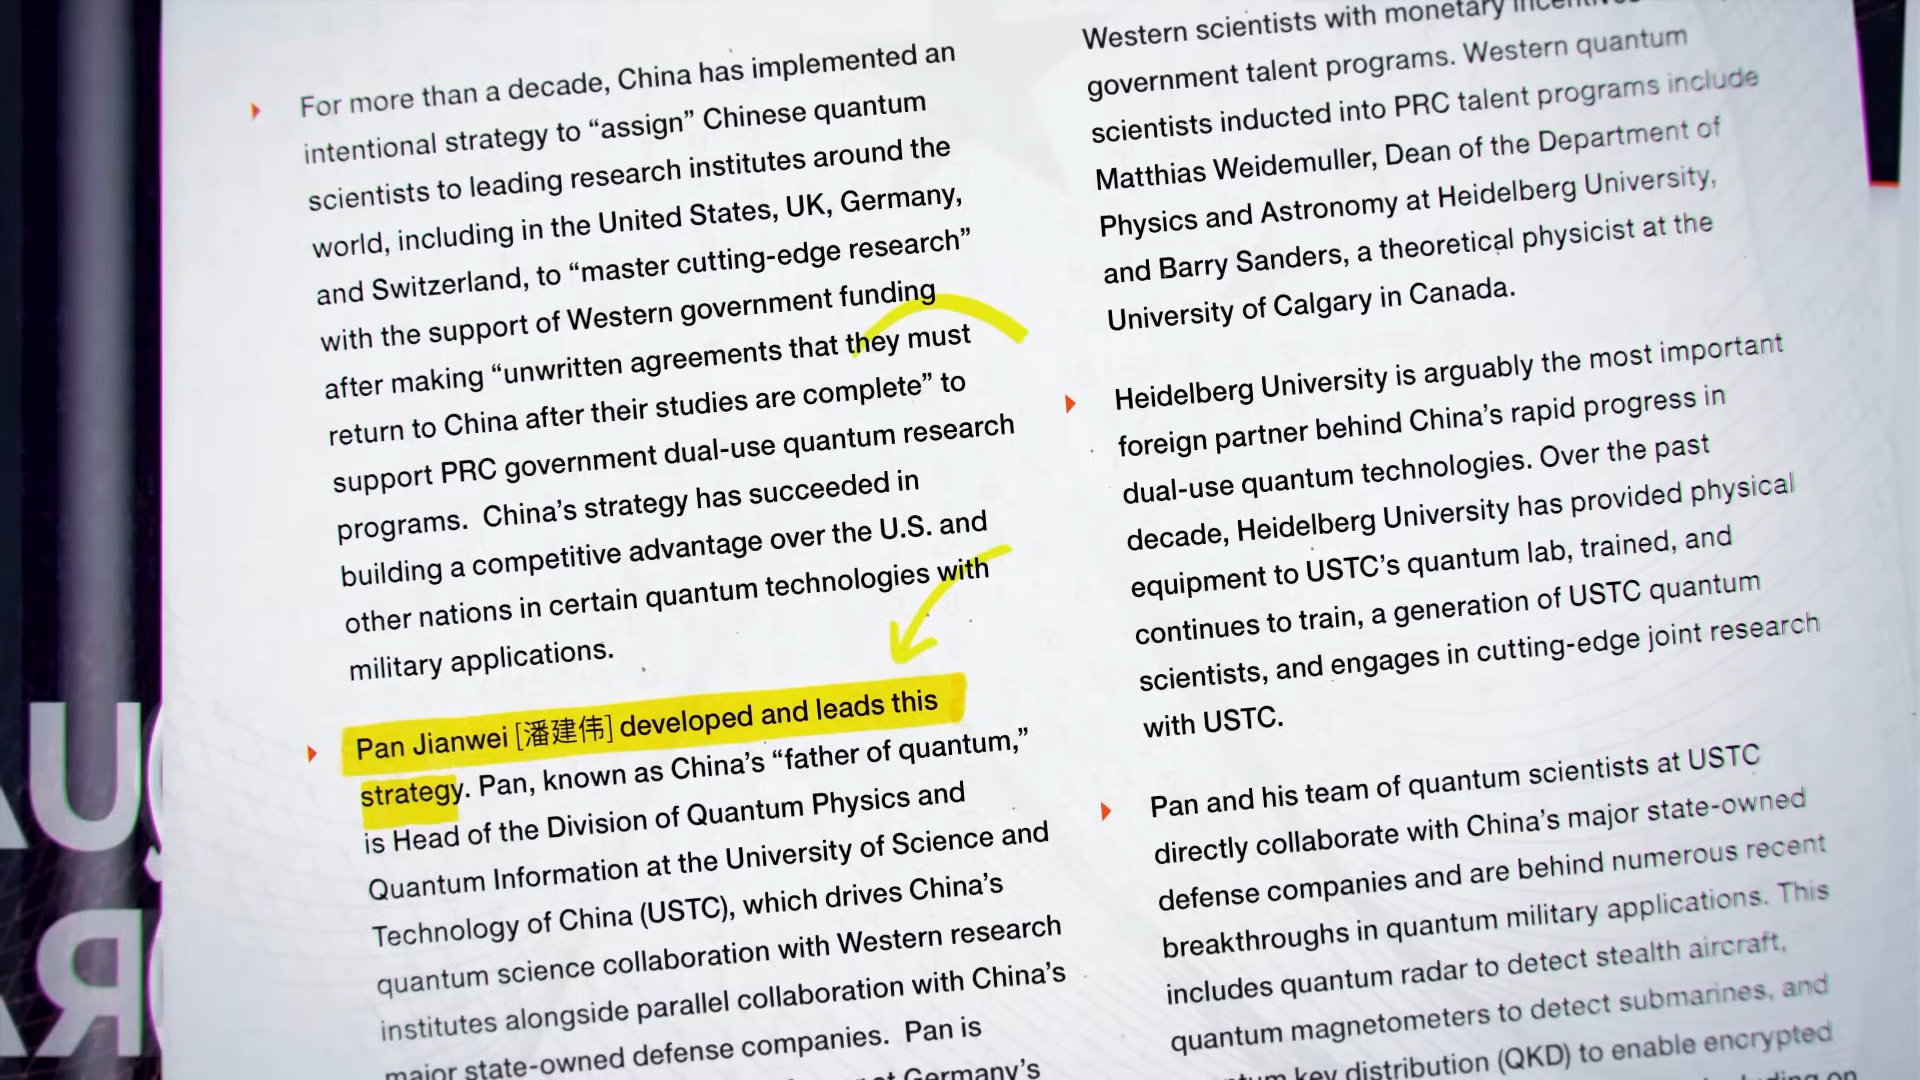 For more than a decade, China has implemented an
intentional strategy to “assign” Chinese quantum
scientists to leading research institutes around the
world, including in the United States, UK, Germany,
and Switzerland, to “master cutting-edge research”
with the support of Western government funding
after making “unwritten agreements that they must
return to China after their studies are complete” to
support PRC government dual-use quantum research
programs.  China’s strategy has succeeded in
building a competitive advantage over the U.S. and
other nations in certain quantum technologies with
military applications.
Pan Jianwei [潘建伟] developed and leads this
strategy. Pan, known as China’s “father of quantum,”
is Head of the Division of Quantum Physics and
Quantum Information at the University of Science and
Technology of China (USTC), which drives China’s
quantum science collaboration with Western research
institutes alongside parallel collaboration with China’s
major state-owned defense companies.  Pan is
at Germany’s
Western scientists with monetary
government talent programs. Western quantum
scientists inducted into PRC talent programs include
Matthias Weidemuller, Dean of the Department of
Physics and Astronomy at Heidelberg University,
and Barry Sanders, a theoretical physicist at the
University of Calgary in Canada.
Heidelberg University is arguably the most important
foreign partner behind China’s rapid progress in
dual-use quantum technologies. Over the past
decade, Heidelberg University has provided physical
equipment to USTC’s quantum lab, trained, and
continues to train, a generation of USTC quantum
scientists, and engages in cutting-edge joint research
with USTC.
Pan and his team of quantum scientists at USTC
directly collaborate with China’s major state-owned
defense companies and are behind numerous recent
breakthroughs in quantum military applications. This
includes quantum radar to detect stealth aircraft,
quantum magnetometers to detect submarines, and
key distribution (QKD) to enable encrypted